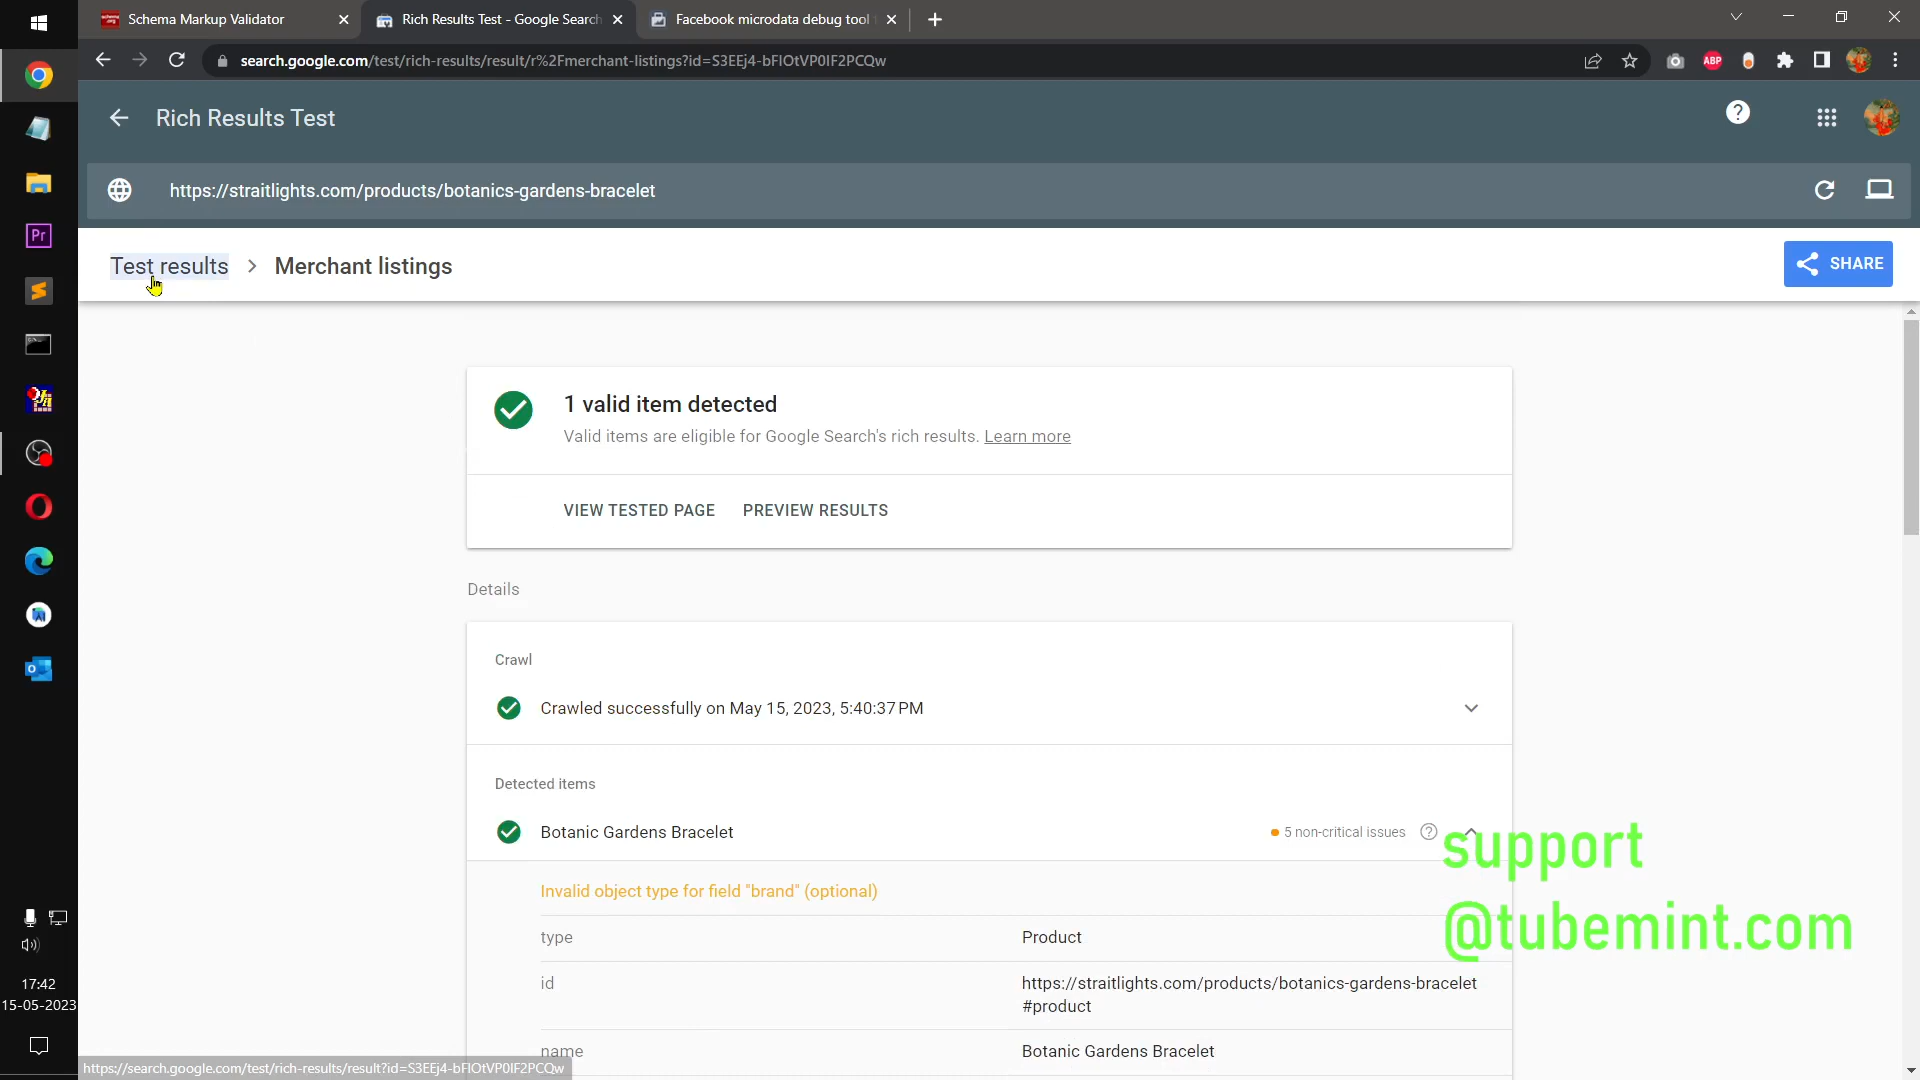 Schema Markup Validator
Rich Results Test - Google Search
Facebook microdata debug tool
search.google.com/test/rich-results/result/r%2Fmerchant-listings?id=S3EEj4-bFIOtVP0IF2PCQw
ABP
Rich Results Test
https://straitlights.com/products/botanics-gardens-bracelet
Test results > Merchant listings
SHARE
Pr
1 valid item detected
Valid items are eligible for Google Search's rich results. Learn more
VIEW TESTED PAGE PREVIEW RESULTS
Details
Crawl
Crawled successfully on May 15, 2023, 5:40:37 PM
Detected items
Botanic Gardens Bracelet
5 non-critical issues
support
@tubemint.com
Invalid object type for field "brand" (optional)
type Product
id https://straitlights.com/products/botanics-gardens-bracelet
#product
name Botanic Gardens Bracelet
17:42
15-05-2023
https://search.google.com/test/rich-results/result?id=S3EEj4-bFIOtVP0IF2PCQw